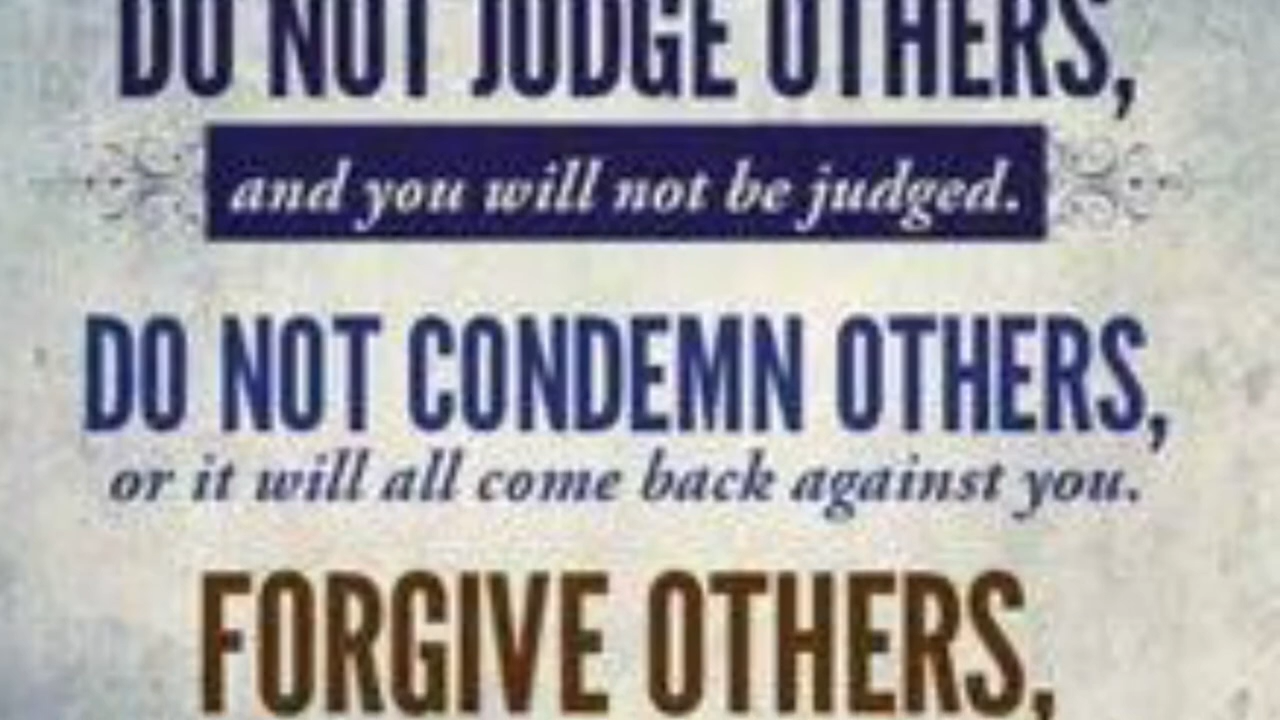 DO NOT JUDGE OTHERS,
and you will not be judged.
DO NOT CONDEMN OTHERS,
or it will all come back against you.
FORGIVE OTHERS,